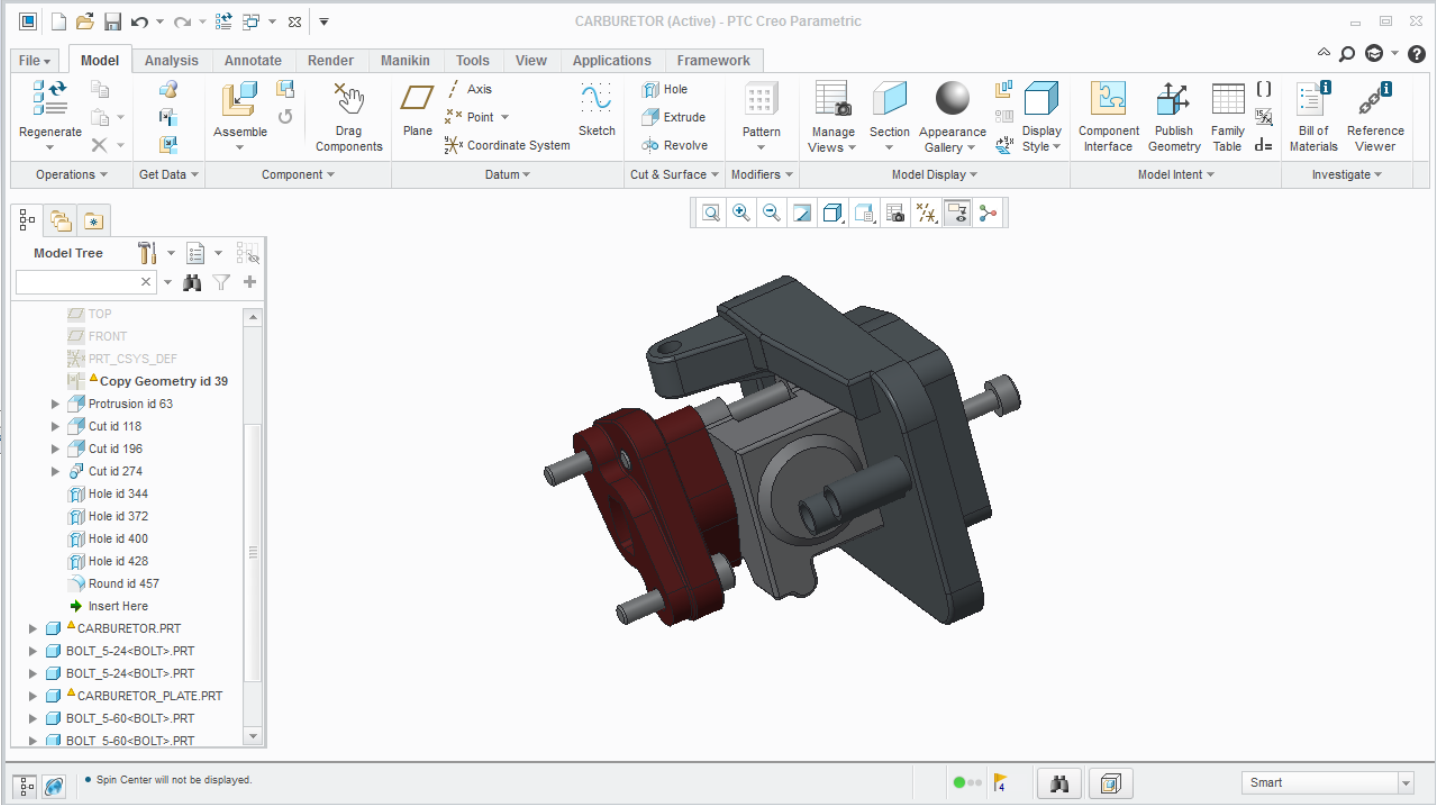 CARBURETOR (Active) - PTC Creo Parametric
File Model Analysis Annotate Render Manikin Tools View Applications Framework
Regenerate
Assemble
Drag
Components
Plane
Axis
Point
Coordinate System
Sketch
Hole
Extrude
Revolve
Pattern
Manage
Views
Section
Appearance
Gallery
Display
Style
Component
Interface
Publish
Geometry
Family
Table
d=
Bill of
Materials
Reference
Viewer
Operations Get Data Component Datum Cut & Surface Modifiers Model Display Model Intent Investigate
Model Tree
TOP
FRONT
PRT_CSYS_DEF
Copy Geometry id 39
Protrusion id 63
Cut id 118
Cut id 196
Cut id 274
Hole id 344
Hole id 372
Hole id 400
Hole id 428
Round id 457
Insert Here
CARBURETOR.PRT
BOLT_5-24<BOLT>.PRT
BOLT_5-24<BOLT>.PRT
CARBURETOR_PLATE.PRT
BOLT_5-60<BOLT>.PRT
BOLT_5-60<BOLT>.PRT
• Spin Center will not be displayed.
4
Smart